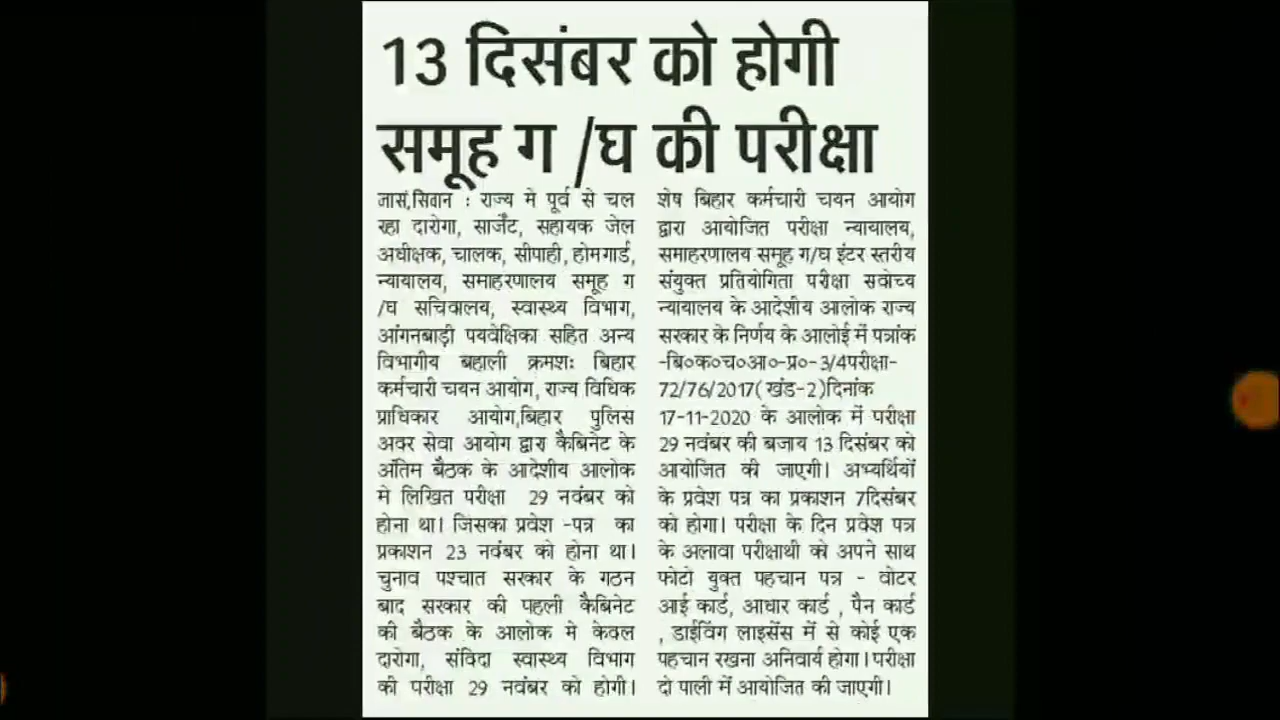 13 दिसंबर को होगी
समूह ग /घ की परीक्षा
जासं,सिवान : राज्य मे पूर्व से चल
रहा दारोगा, सार्जेंट, सहायक जेल
अधीक्षक, चालक, सीपाही, होमगार्ड,
न्यायालय, समाहरणालय समूह ग
/घ सचिवालय, स्वास्थ्य विभाग,
आंगनबाड़ी पयवेक्षिका सहित अन्य
विभागीय बहाली क्रमशः बिहार
कर्मचारी चयन आयोग, राज्य विधिक
प्राधिकार आयोग,बिहार पुलिस
अवर सेवा आयोग द्वारा कैबिनेट के
अंतिम बैठक के आदेशीय आलोक
मे लिखित परीक्षा 29 नवंबर को
होना था। जिसका प्रवेश -पत्र का
प्रकाशन 23 नवंबर को होना था।
चुनाव पश्चात सरकार के गठन
बाद सरकार की पहली कैबिनेट
की बैठक के आलोक मे केवल
दारोगा, संविदा स्वास्थ्य विभाग
की परीक्षा 29 नवंबर को होगी।
शेष बिहार कर्मचारी चयन आयोग
द्वारा आयोजित परीक्षा न्यायालय,
समाहरणालय समूह ग/घ इंटर स्तरीय
संयुक्त प्रतियोगिता परीक्षा सर्वोच्य
न्यायालय के आदेशीय आलोक राज्य
सरकार के निर्णय के आलोई में पत्रांक
-बि०क०च०आ०-प्र०-3/4परीक्षा-
72/76/2017(खंड-2)दिनांक
17-11-2020 के आलोक में परीक्षा
29 नवंबर की बजाय 13 दिसंबर को
आयोजित की जाएगी। अभ्यर्थियों
के प्रवेश पत्र का प्रकाशन 7दिसंबर
को होगा। परीक्षा के दिन प्रवेश पत्र
के अलावा परीक्षाथी को अपने साथ
फोटो युक्त पहचान पत्र - वोटर
आई कार्ड, आधार कार्ड , पैन कार्ड
, डाईविंग लाइसेंस में से कोई एक
पहचान रखना अनिवार्य होगा। परीक्षा
दो पाली में आयोजित की जाएगी।